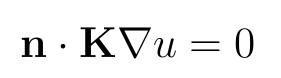 𝐧 · 𝐊∇𝑢 = 0